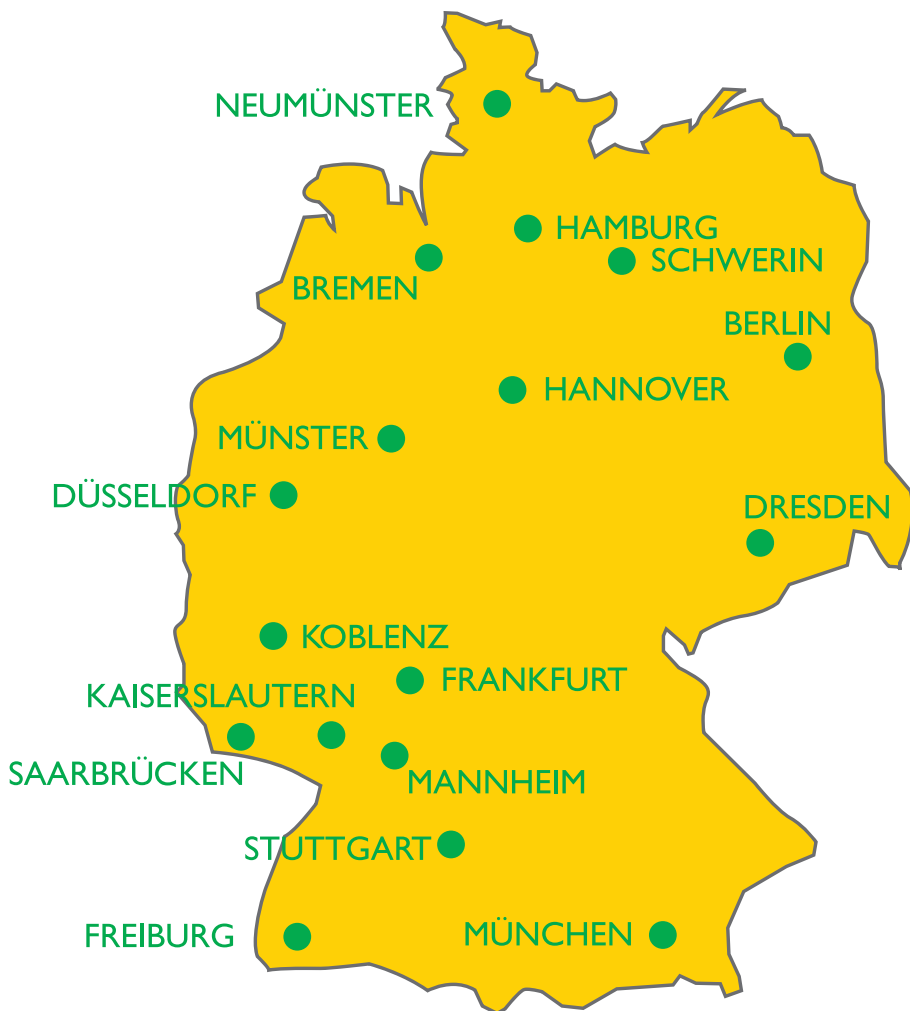 NEUMÜNSTER
HAMBURG
SCHWERIN
BREMEN
BERLIN
HANNOVER
MÜNSTER
DÜSSELDORF
DRESDEN
KOBLENZ
FRANKFURT
KAISERSLAUTERN
SAARBRÜCKEN
MANNHEIM
STUTTGART
FREIBURG
MÜNCHEN